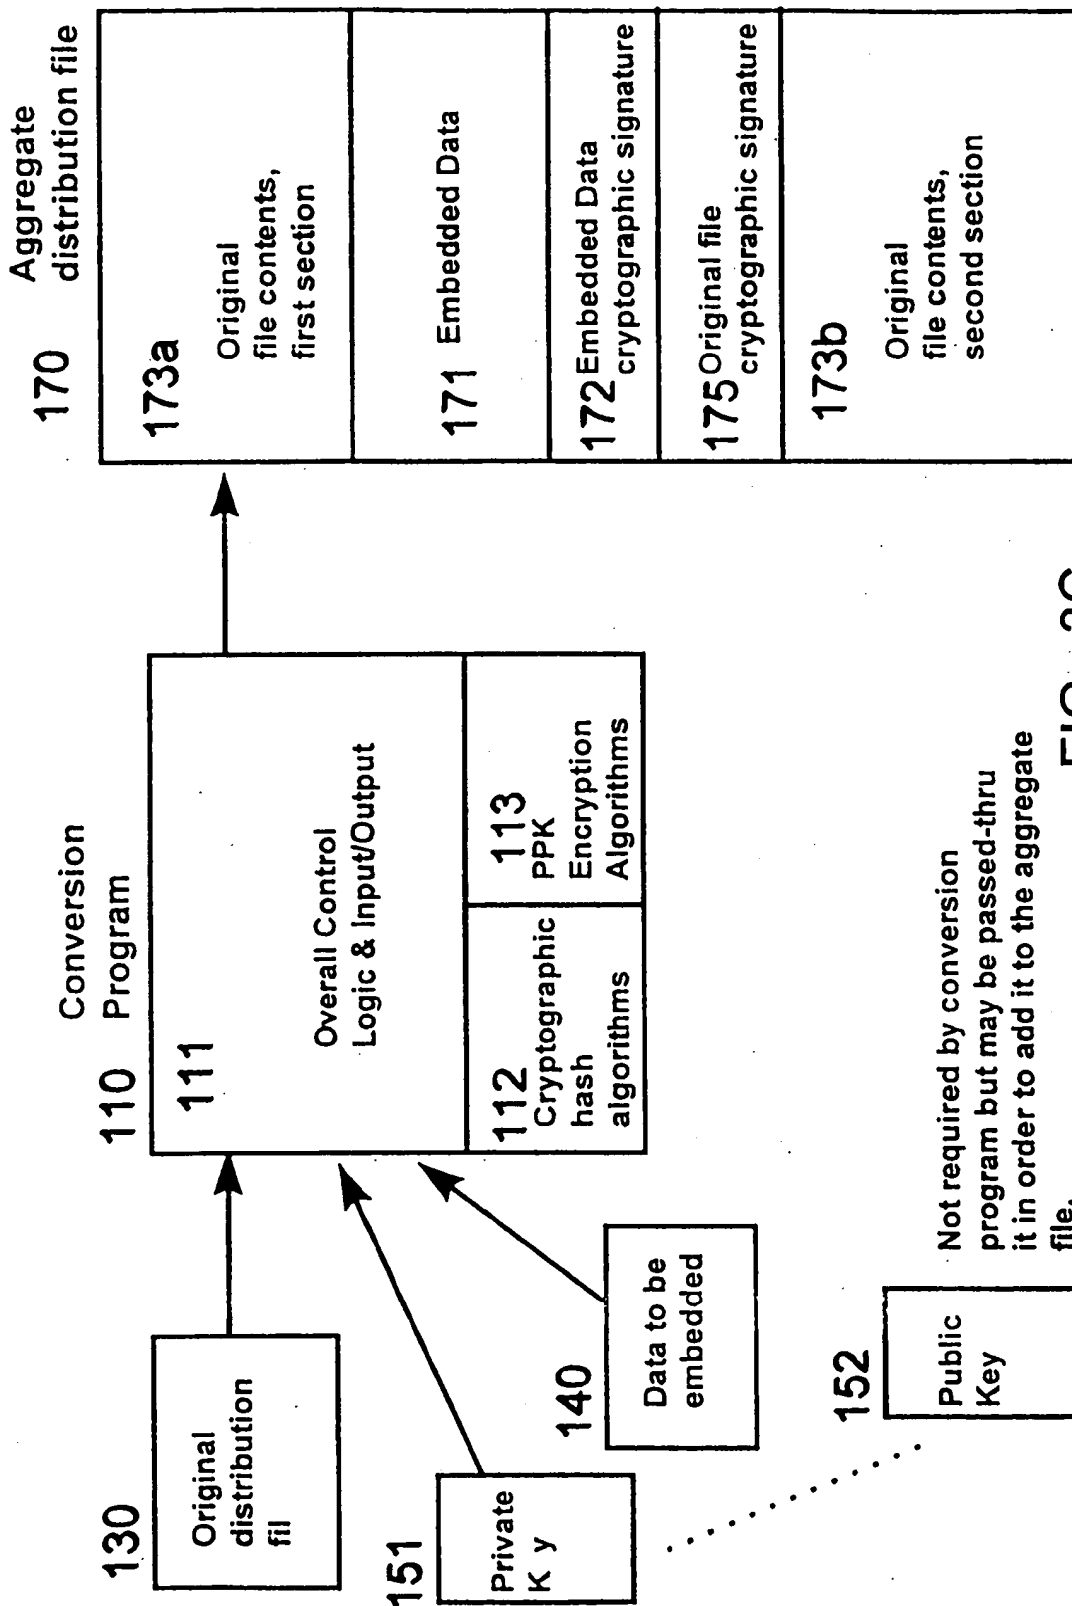 130
Original
distribution
fil
151
Private
K y
140
Data to be
embedded
152
Public
Key
Not required by conversion
program but may be passed-thru
it in order to add it to the aggregate
file.
110
Conversion
Program
111
Overall Control
Logic & Input/Output
112
Cryptographic
hash
algorithms
113
PPK
Encryption
Algorithms
170
Aggregate
distribution file
173a
Original
file contents,
first section
171 Embedded Data
172 Embedded Data
cryptographic signature
175 Original file
cryptographic signature
173b
Original
file contents,
second section
FIG.